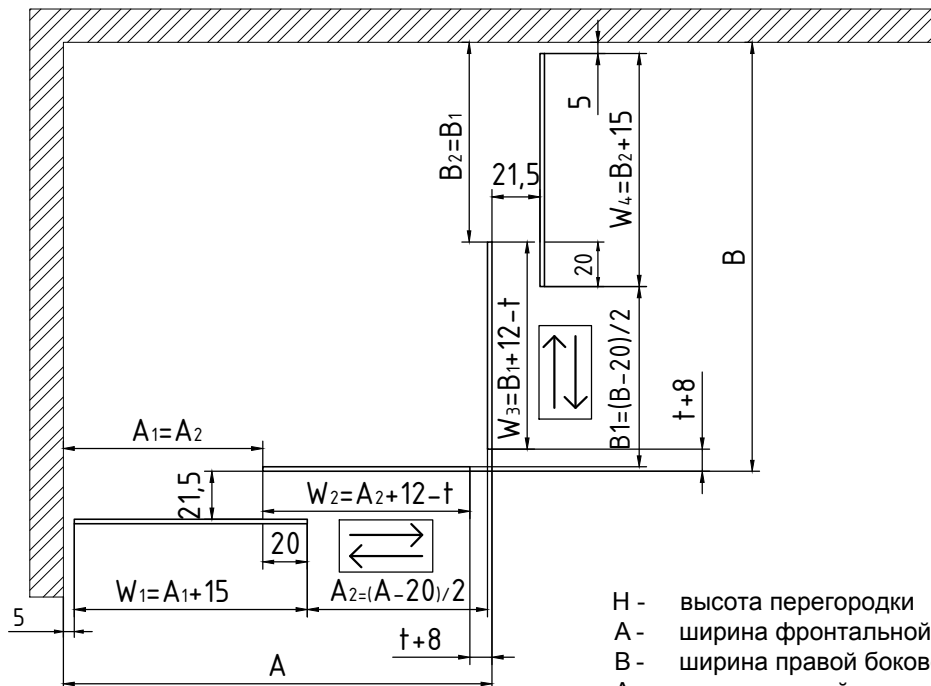 5
B₂=B₁
21,5
W₄=B₂+15
B
20
W₃=B₁+12-t
B1=(B-20)/2
t+8
A₁=A₂
21,5
W₂=A₂+12-t
20
W₁=A₁+15
A₂=(A-20)/2
5
t+8
A
H - высота перегородки
A - ширина фронтальной
B - ширина правой боков